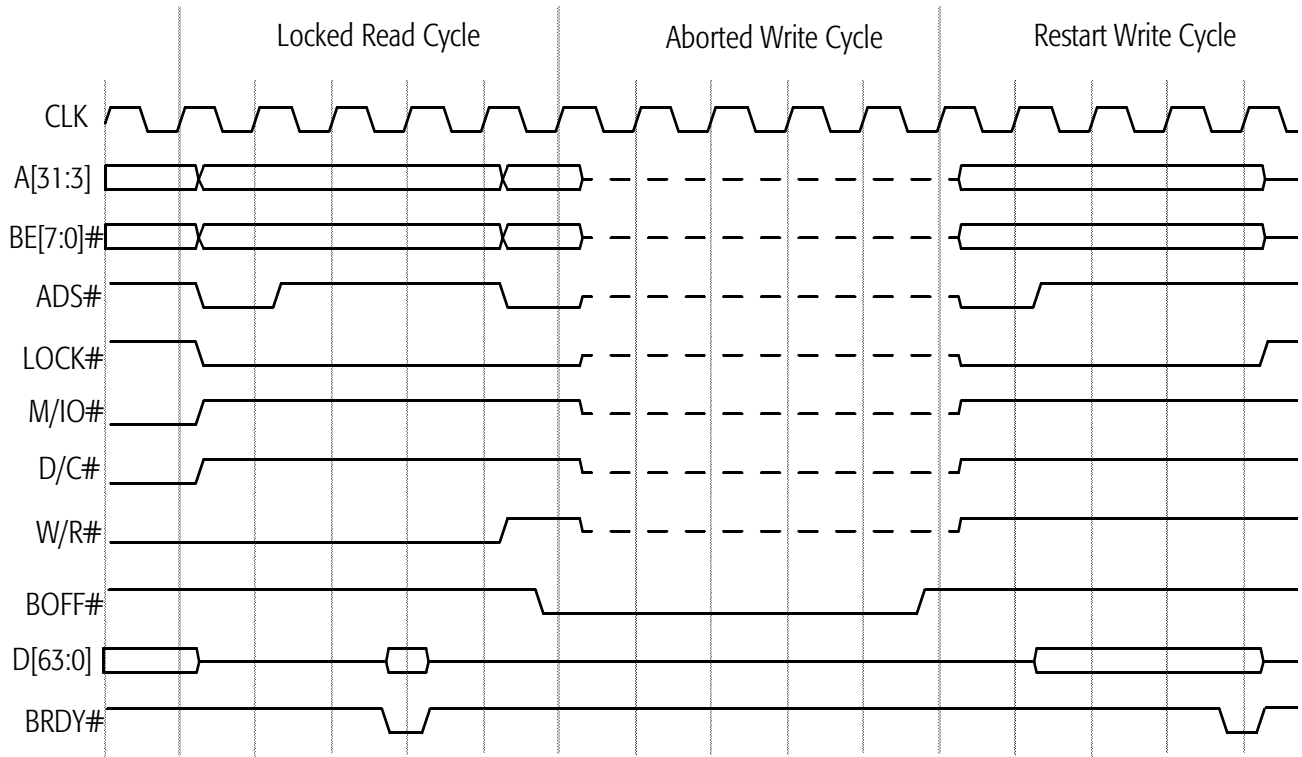 Locked Read Cycle
Aborted Write Cycle
Restart Write Cycle
CLK
A[31:3]
BE[7:0]#
ADS#
LOCK#
M/IO#
D/C#
W/R#
BOFF#
D[63:0]
BRDY#